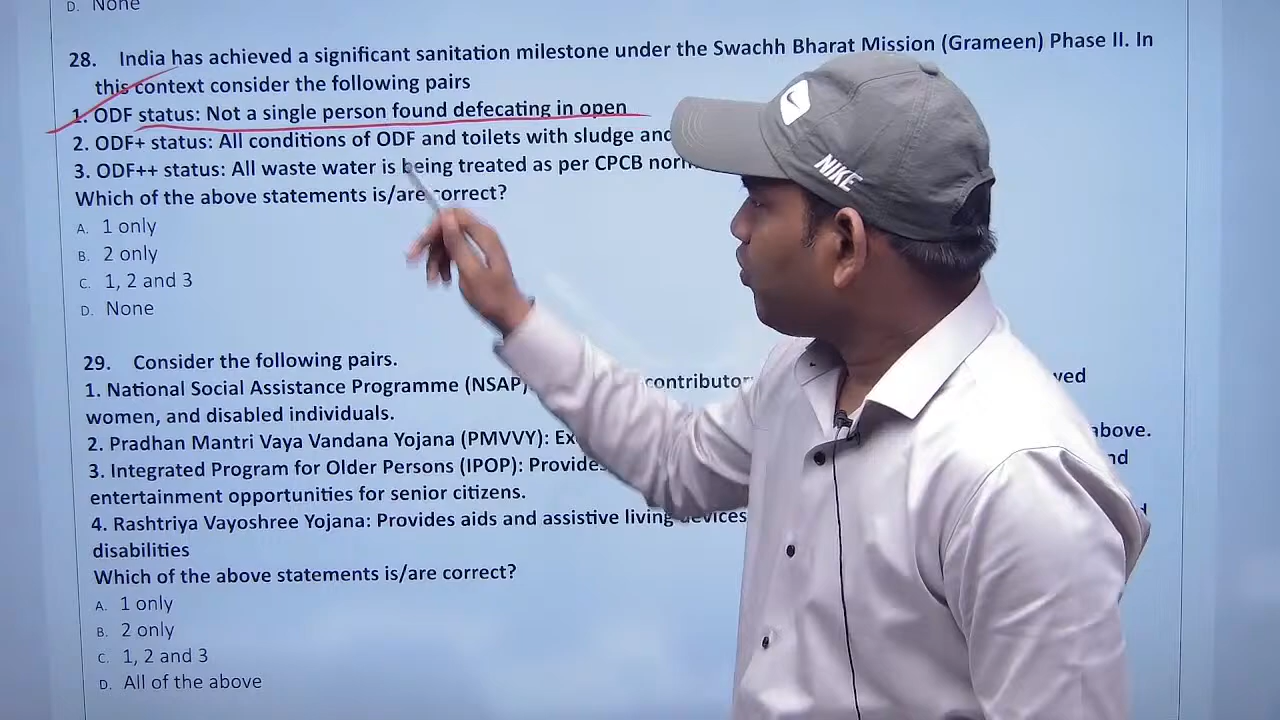 D. None
28. India has achieved a significant sanitation milestone under the Swachh Bharat Mission (Grameen) Phase II. In
this context consider the following pairs
1. ODF status: Not a single person found defecating in open
2. ODF+ status: All conditions of ODF and toilets with sludge and
3. ODF++ status: All waste water is being treated as per CPCB
Which of the above statements is/are correct?
A. 1 only
B. 2 only
C. 1, 2 and 3
D. None
29. Consider the following pairs.
1. National Social Assistance Programme (NSAP)
women, and disabled individuals.
2. Pradhan Mantri Vaya Vandana Yojana (PMVVY): above.
3. Integrated Program for Older Persons (IPOP): Provides
entertainment opportunities for senior citizens.
4. Rashtriya Vayoshree Yojana: Provides aids and assistive living devices
disabilities
Which of the above statements is/are correct?
A. 1 only
B. 2 only
C. 1, 2 and 3
D. All of the above
NIKE